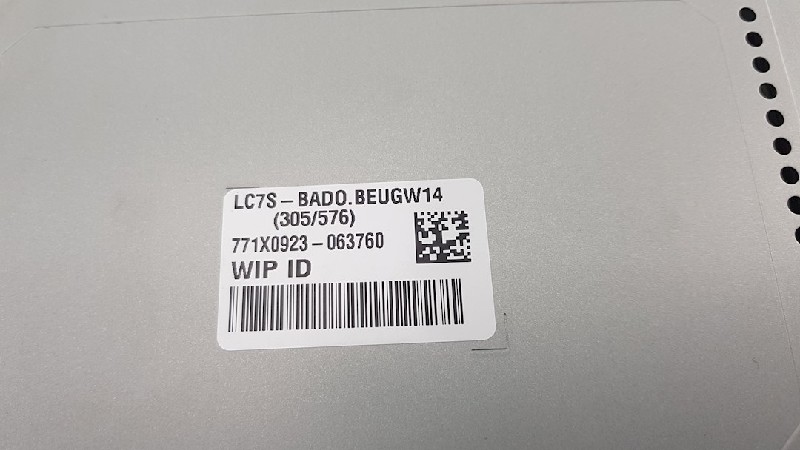 LC7S-BADO.BEUGW14
(305/576)
771X0923-063760
WIP ID